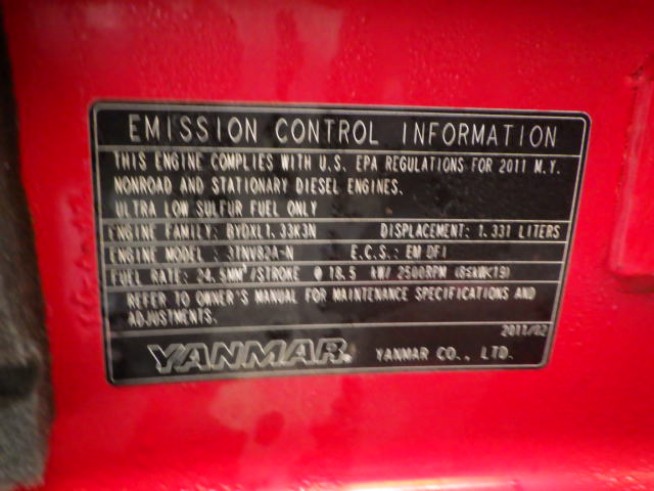 EMISSION CONTROL INFORMATION
THIS ENGINE COMPLIES WITH U.S. EPA REGULATIONS FOR 2011 M.Y.
NONROAD AND STATIONARY DIESEL ENGINES.
ULTRA LOW SULFUR FUEL ONLY
ENGINE FAMILY: BYDXL1.33K3N DISPLACEMENT: 1.331 LITERS
ENGINE MODEL : 3TNV82A-N E.C.S.: EM DFI
FUEL RATE: 24.5MM³/STROKE @ 18.5 kW/ 2500RPM
REFER TO OWNER'S MANUAL FOR MAINTENANCE SPECIFICATIONS AND
ADJUSTMENTS.
2011/02
YANMAR. YANMAR CO., LTD.